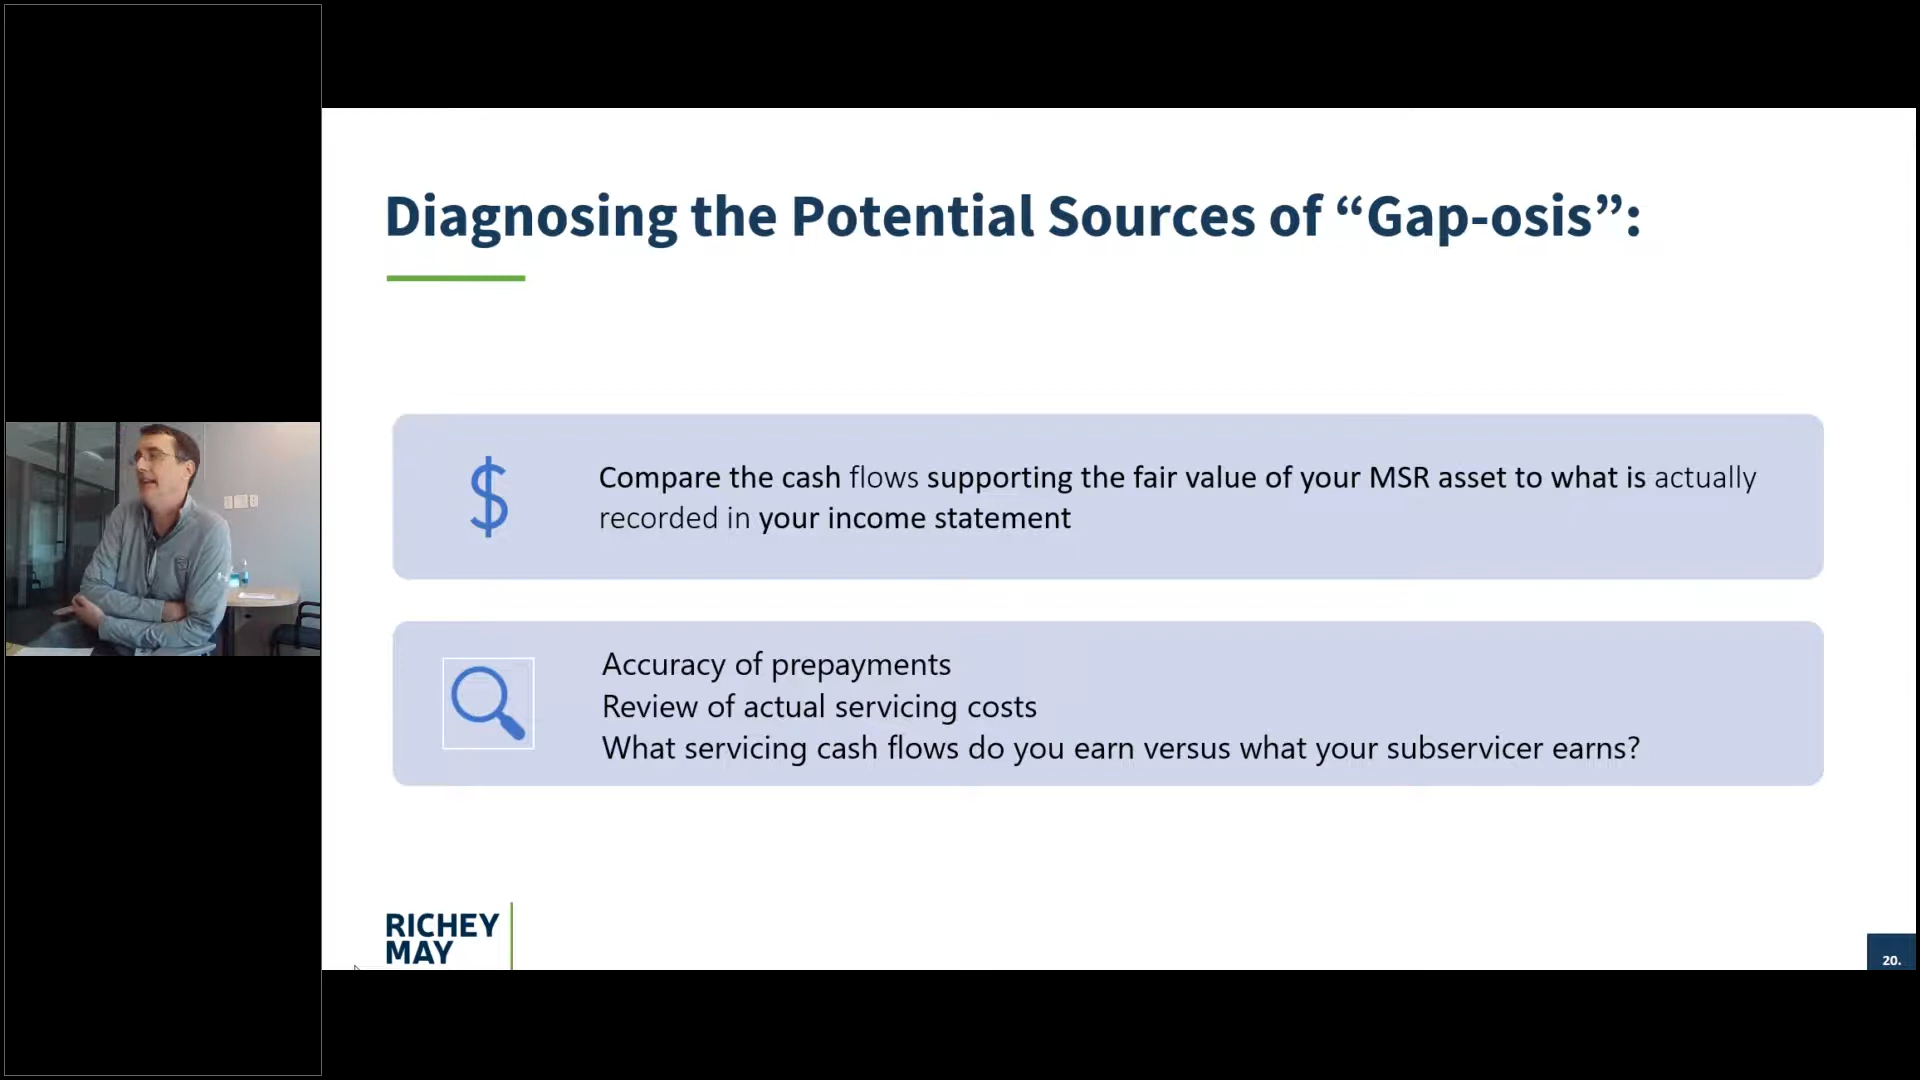 Diagnosing the Potential Sources of “Gap-osis”:
$
Compare the cash flows supporting the fair value of your MSR asset to what is actually
recorded in your income statement
Accuracy of prepayments
Review of actual servicing costs
What servicing cash flows do you earn versus what your subservicer earns?
RICHEY
MAY
20.